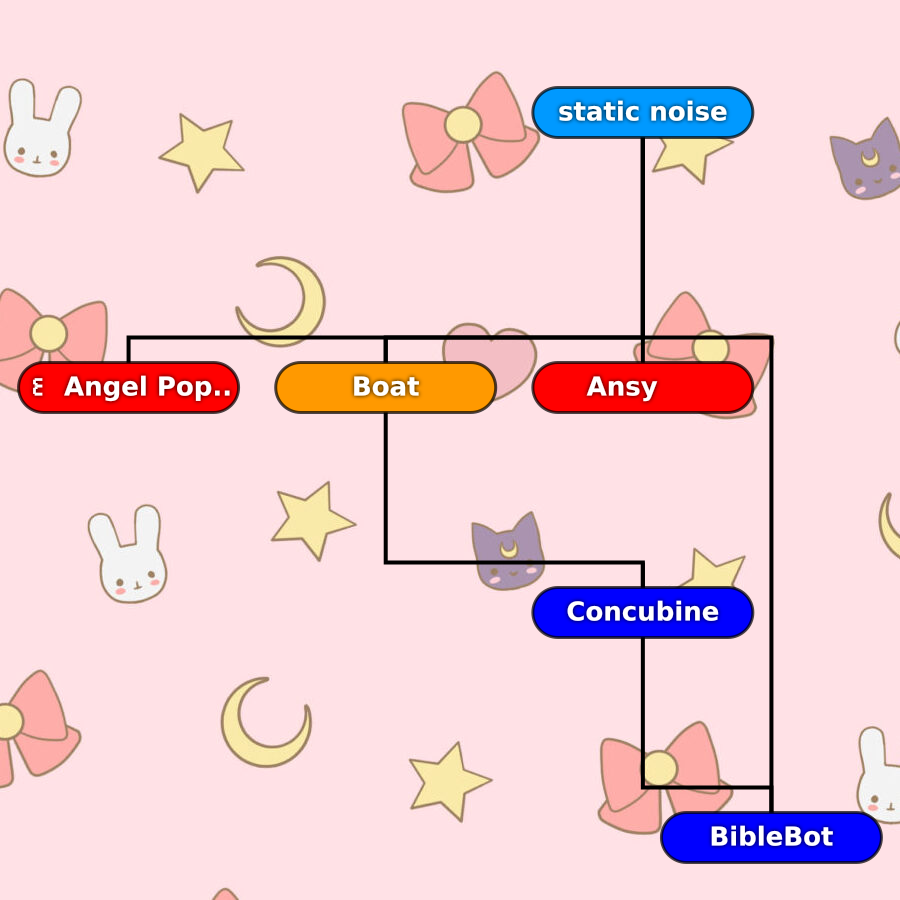 static noise
Angel Pop..
Boat
Ansy
Concubine
BibleBot